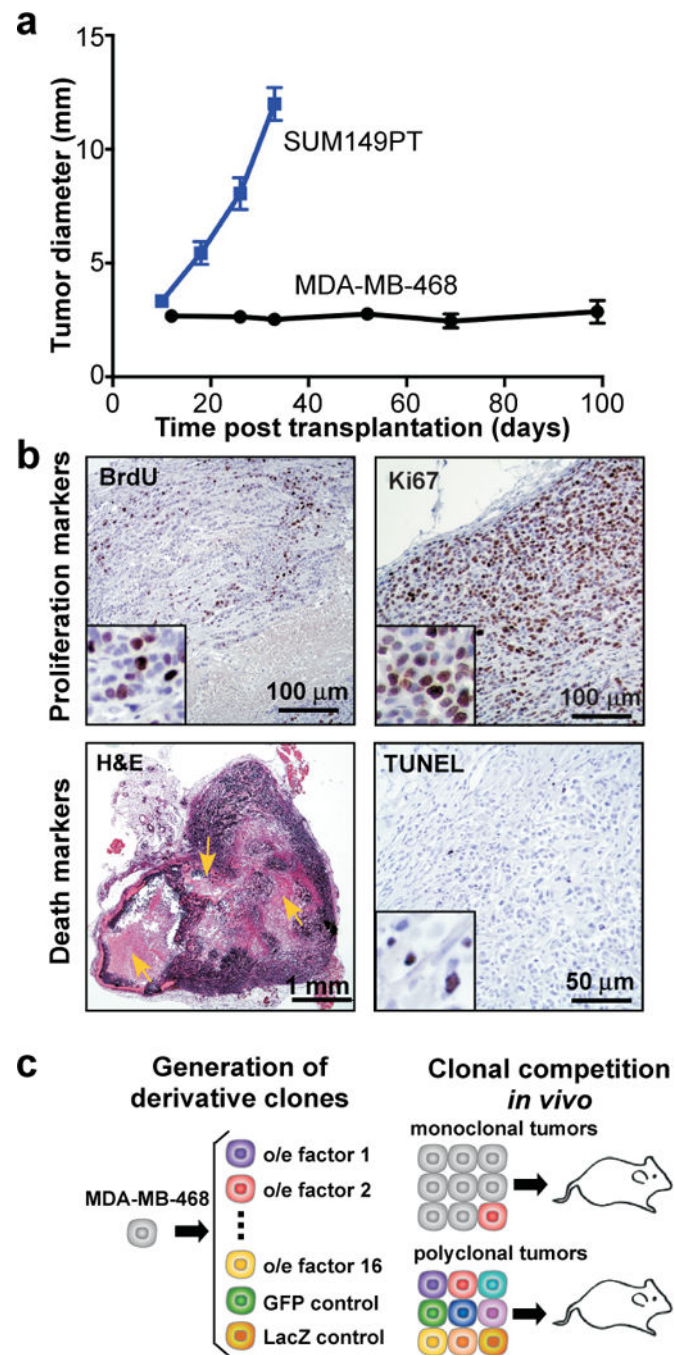 a
15
10
5
0
Tumor diameter (mm)
SUM149PT
MDA-MB-468
0 20 40 60 80 100
Time post transplantation (days)
b
Proliferation markers
BrdU
100 μm
Ki67
100 μm
Death markers
H&E
1 mm
TUNEL
50 μm
c
Generation of
derivative clones
MDA-MB-468
o/e factor 1
o/e factor 2
o/e factor 16
GFP control
LacZ control
Clonal competition
in vivo
monoclonal tumors
polyclonal tumors